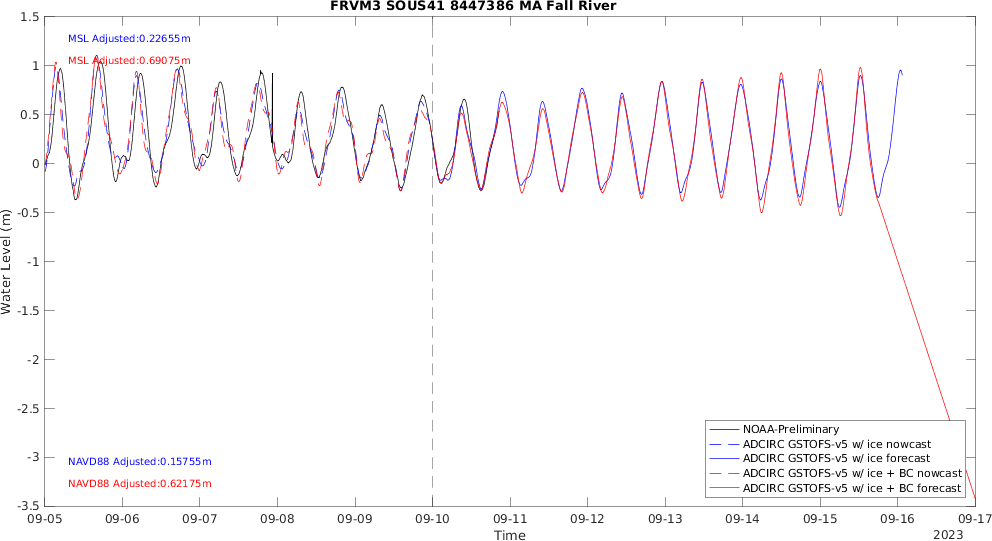 FRVM3 SOUS41 8447386 MA Fall River
MSL Adjusted:0.22655m
MSL Adjusted:0.69075m
1.5
1
0.5
0
-0.5
-1
-1.5
-2
-2.5
-3
-3.5
Water Level (m)
NAVD88 Adjusted:0.15755m
NAVD88 Adjusted:0.62175m
NOAA-Preliminary
ADCIRC GSTOFS-v5 w/ ice nowcast
ADCIRC GSTOFS-v5 w/ ice forecast
ADCIRC GSTOFS-v5 w/ ice + BC nowcast
ADCIRC GSTOFS-v5 w/ ice + BC forecast
09-05 09-06 09-07 09-08 09-09 09-10 09-11 09-12 09-13 09-14 09-15 09-16 09-17
Time
2023